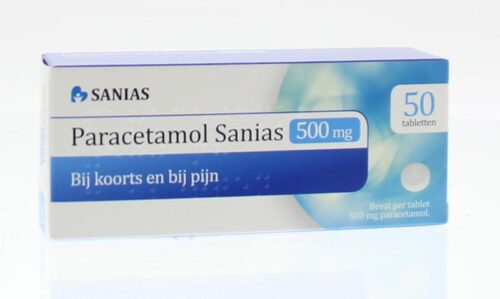 SANIAS
Paracetamol Sanias 500 mg
Bij koorts en bij pijn
50
tabletten
Bevat per tablet
500 mg paracetamol.